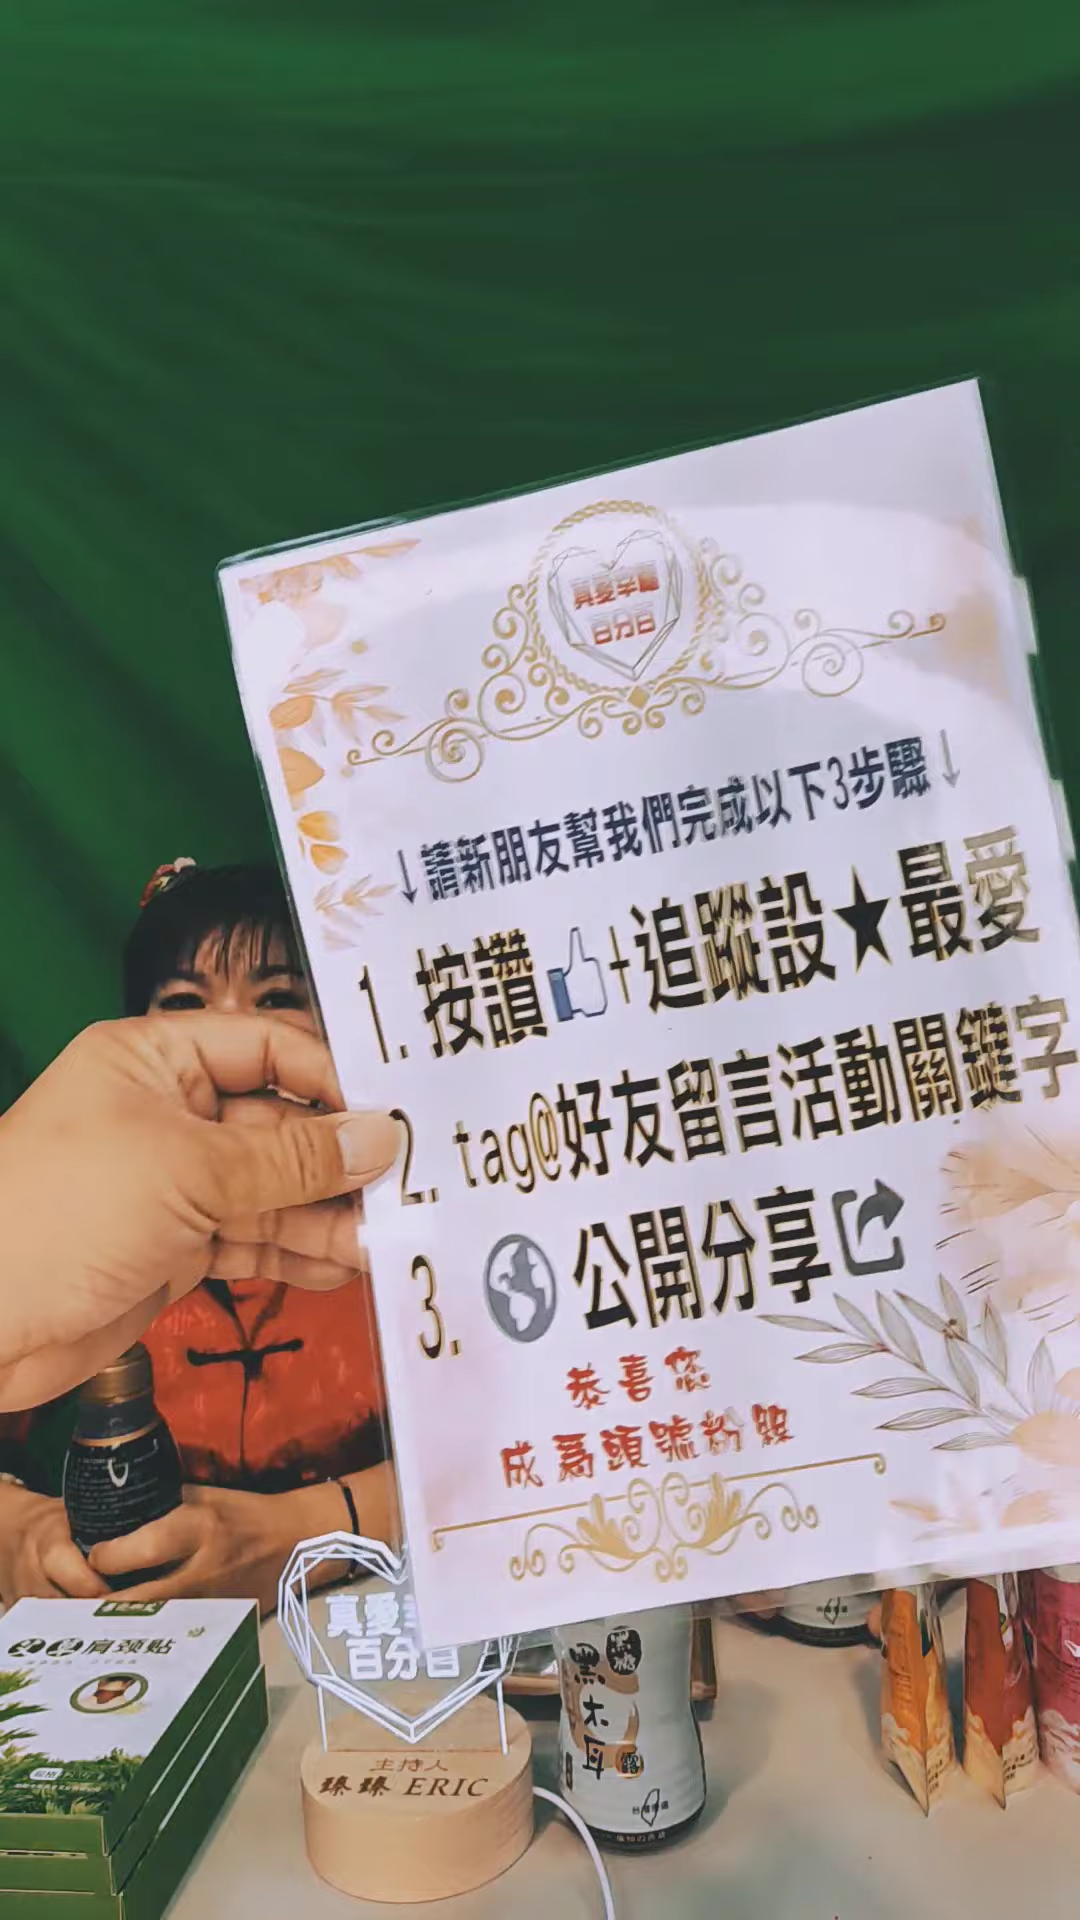 真愛幸福
百分百
↓請新朋友幫我們完成以下3步驟↓
1. 按讚👍+追蹤設★最愛
2. tag@好友留言活動關鍵字
3. 公開分享
恭喜您
成為頭號粉絲
肩頸貼
真愛
百分百
主持人
臻臻 ERIC
黑木耳
露